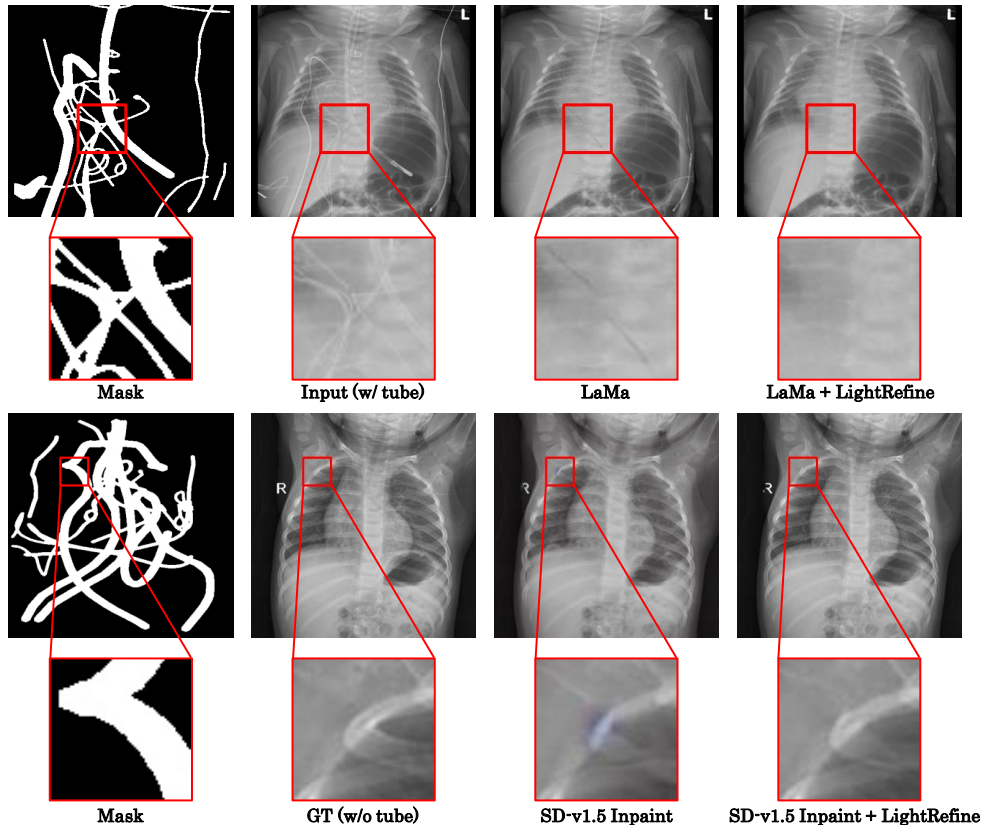 L
L
L
Mask
Input (w/ tube)
LaMa
LaMa + LightRefine
R
R
R
Mask
GT (w/o tube)
SD-v1.5 Inpaint
SD-v1.5 Inpaint + LightRefine